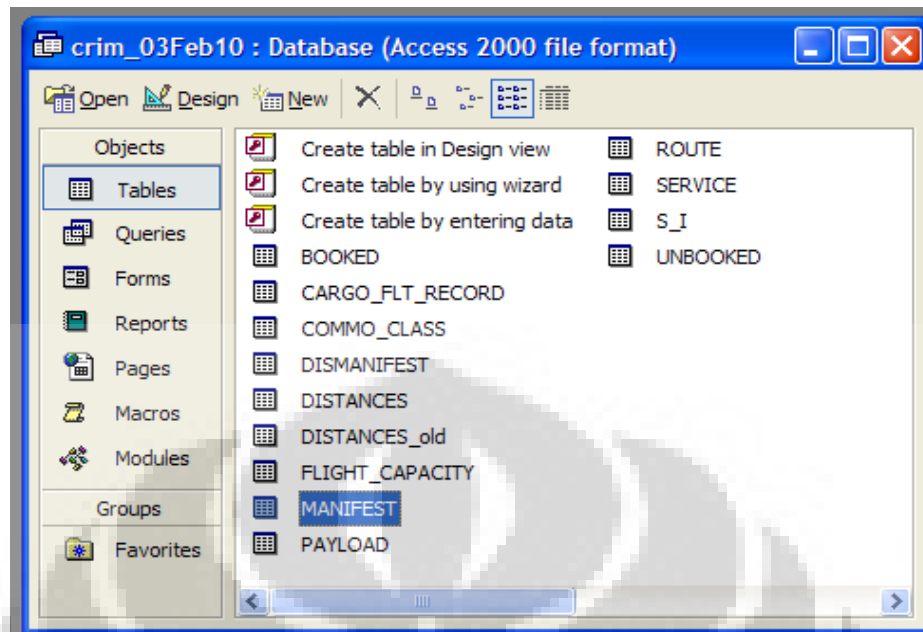 crim_03Feb10 : Database (Access 2000 file format)
Open Design New
Objects
Tables
Queries
Forms
Reports
Pages
Macros
Modules
Groups
Favorites
Create table in Design view
Create table by using wizard
Create table by entering data
BOOKED
CARGO_FLT_RECORD
COMMO_CLASS
DISMANIFEST
DISTANCES
DISTANCES_old
FLIGHT_CAPACITY
MANIFEST
PAYLOAD
ROUTE
SERVICE
S_I
UNBOOKED